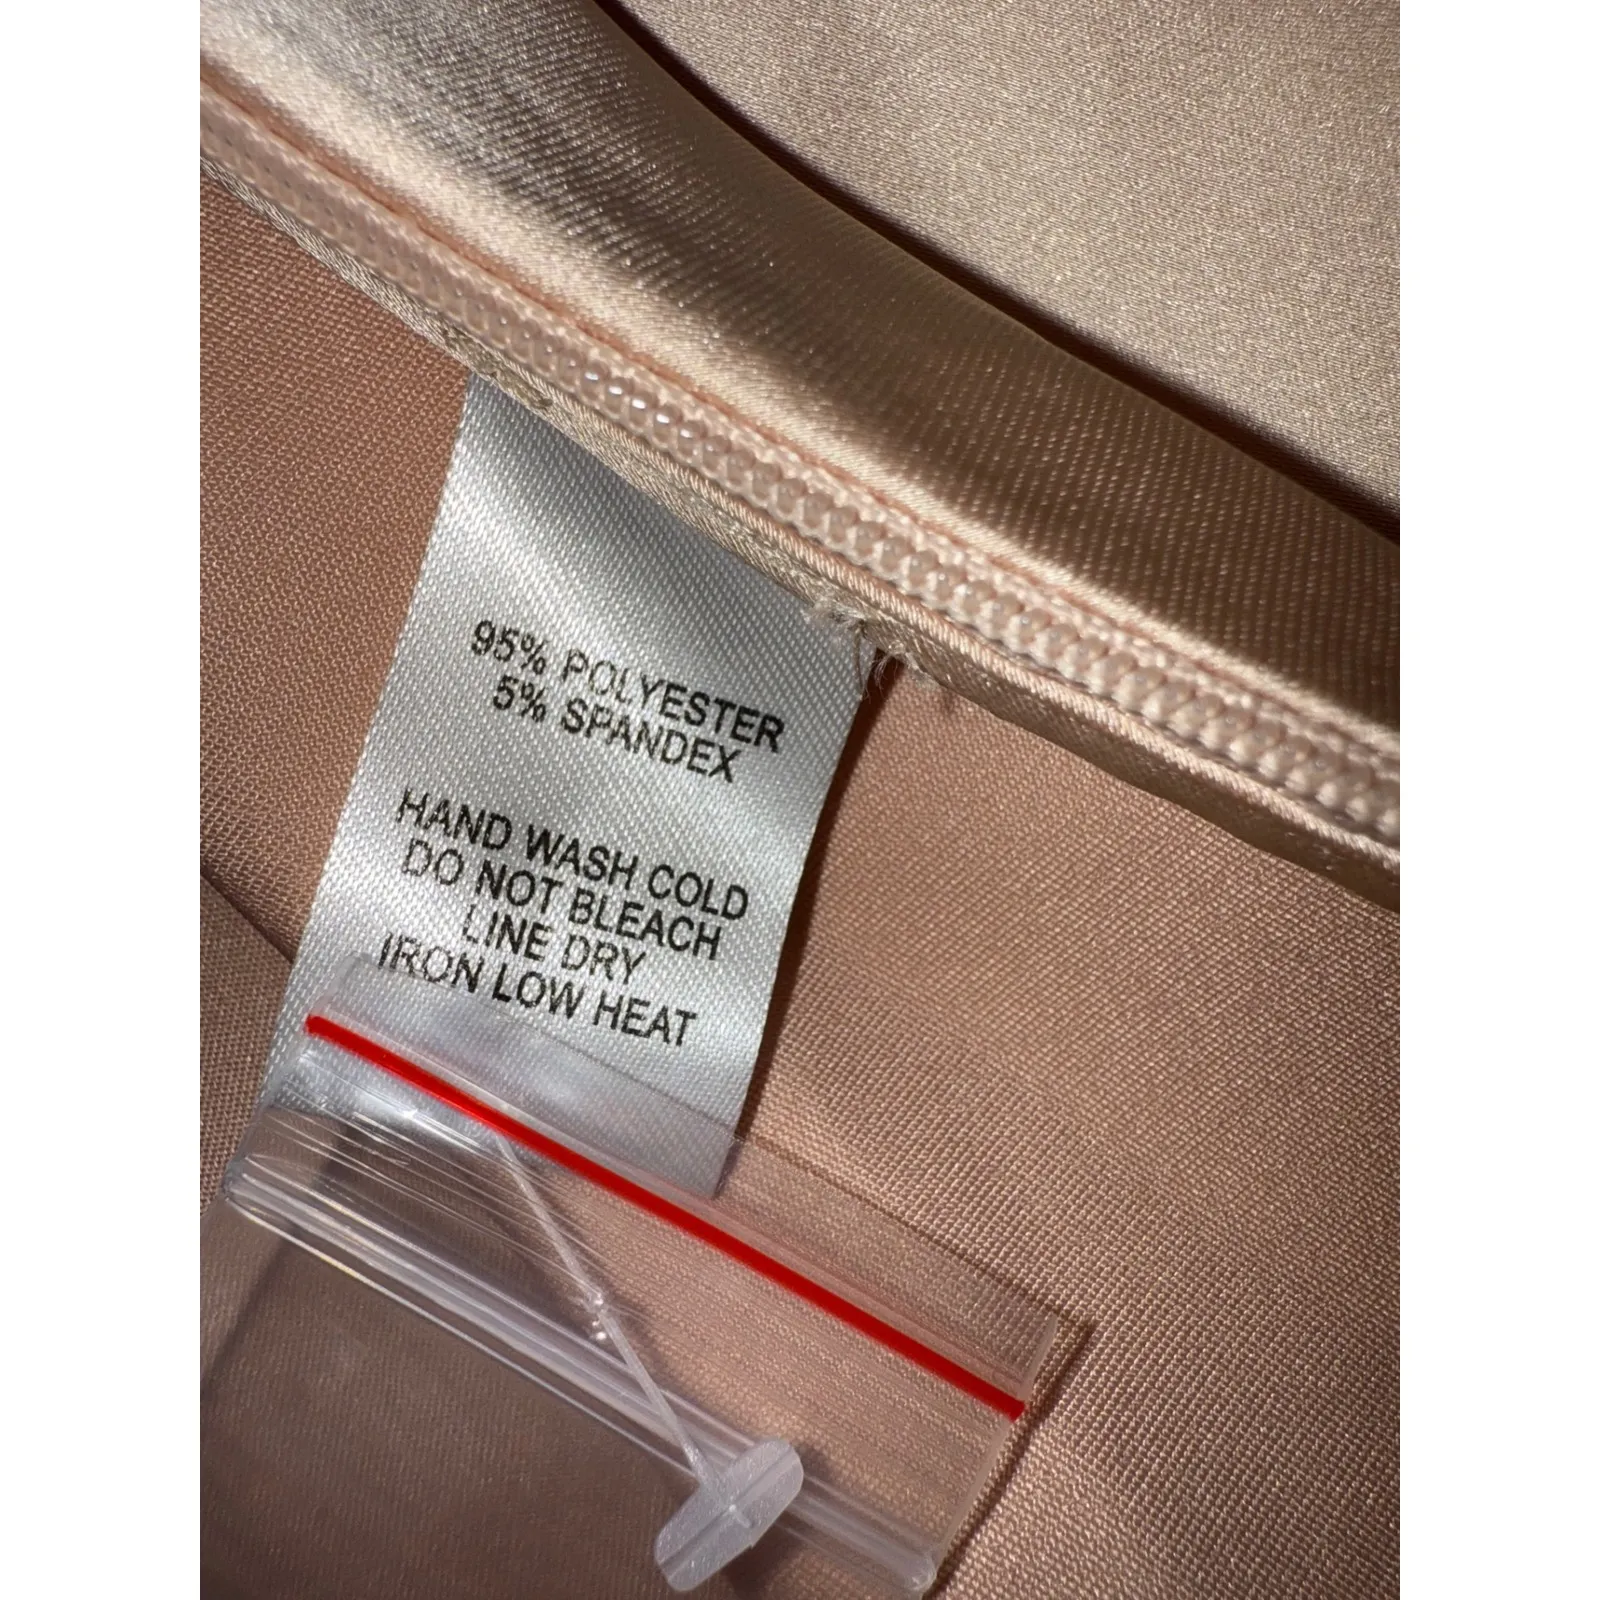 95% POLYESTER
5% SPANDEX
HAND WASH COLD
DO NOT BLEACH
LINE DRY
IRON LOW HEAT